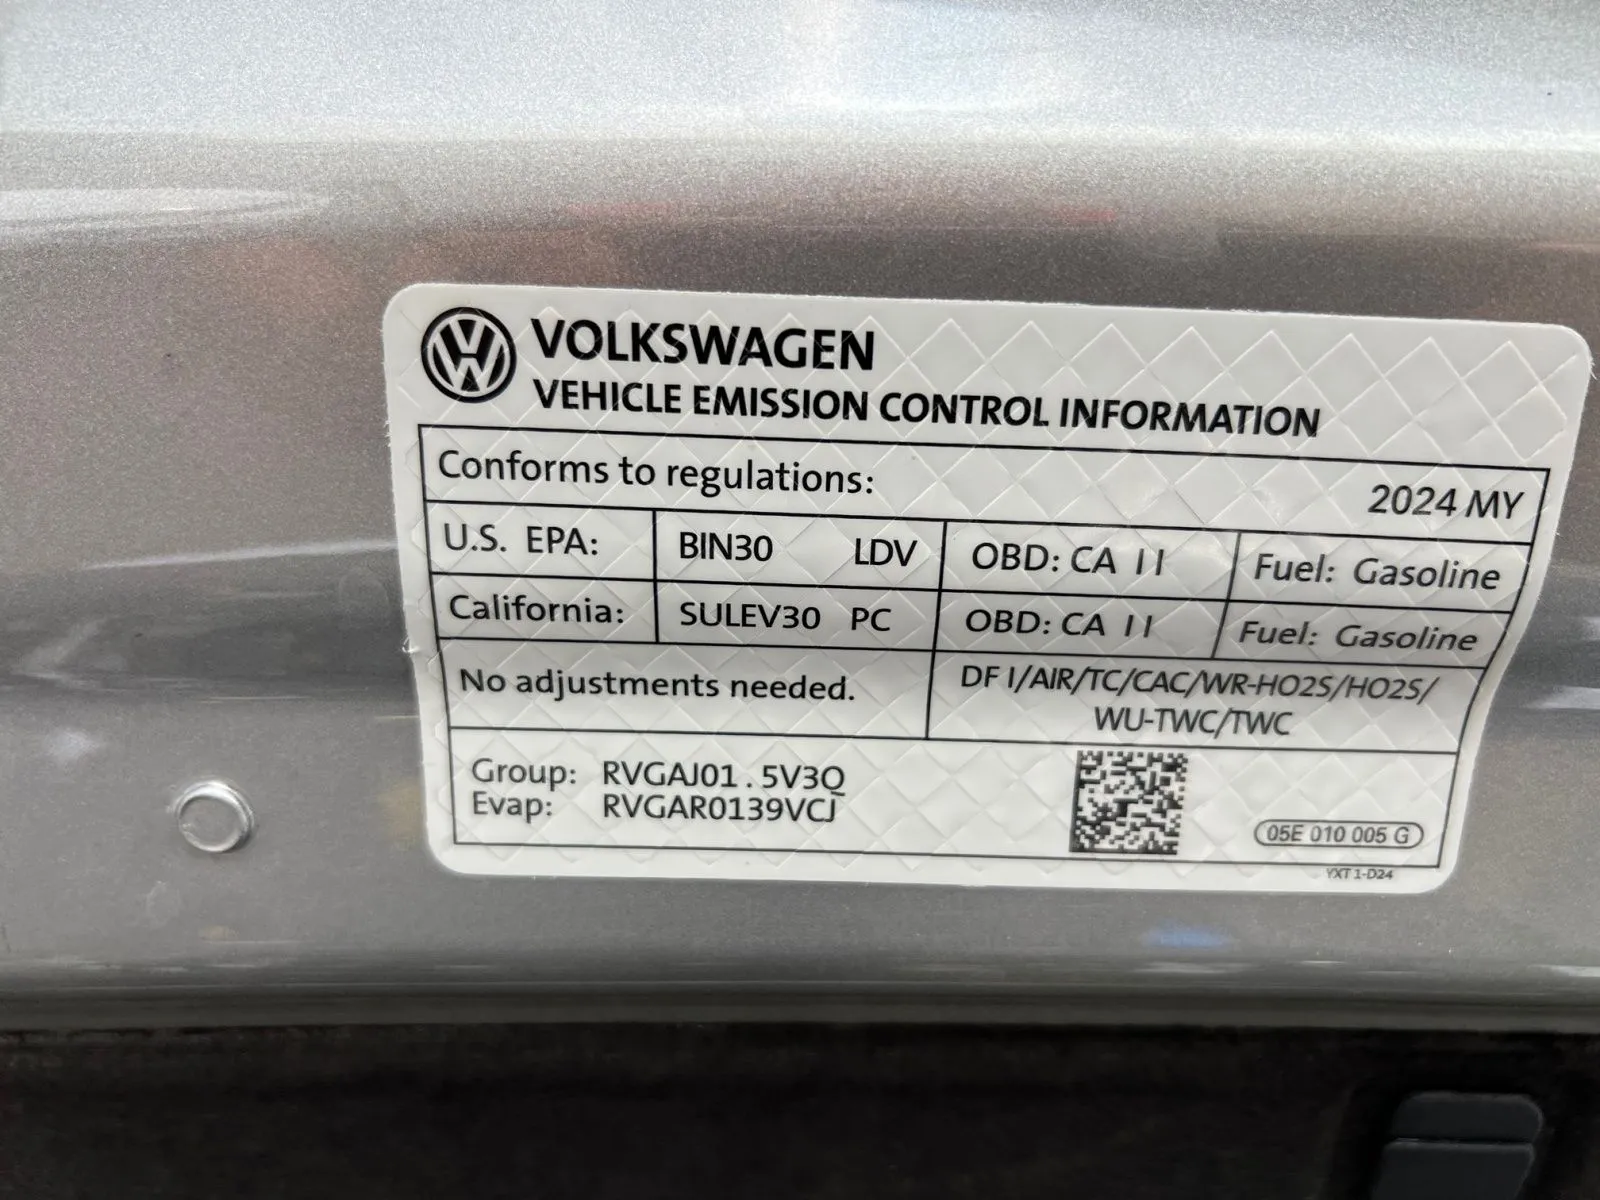 VOLKSWAGEN
VEHICLE EMISSION CONTROL INFORMATION
Conforms to regulations: 2024 MY
U.S. EPA: BIN30 LDV OBD: CA II Fuel: Gasoline
California: SULEV30 PC OBD: CA II Fuel: Gasoline
No adjustments needed. DFI/AIR/TC/CAC/WR-HO2S/HO2S/
WU-TWC/TWC
Group: RVGAJ01.5V3Q
Evap: RVGAR0139VCJ
05E 010 005 G
YXT 1-D24